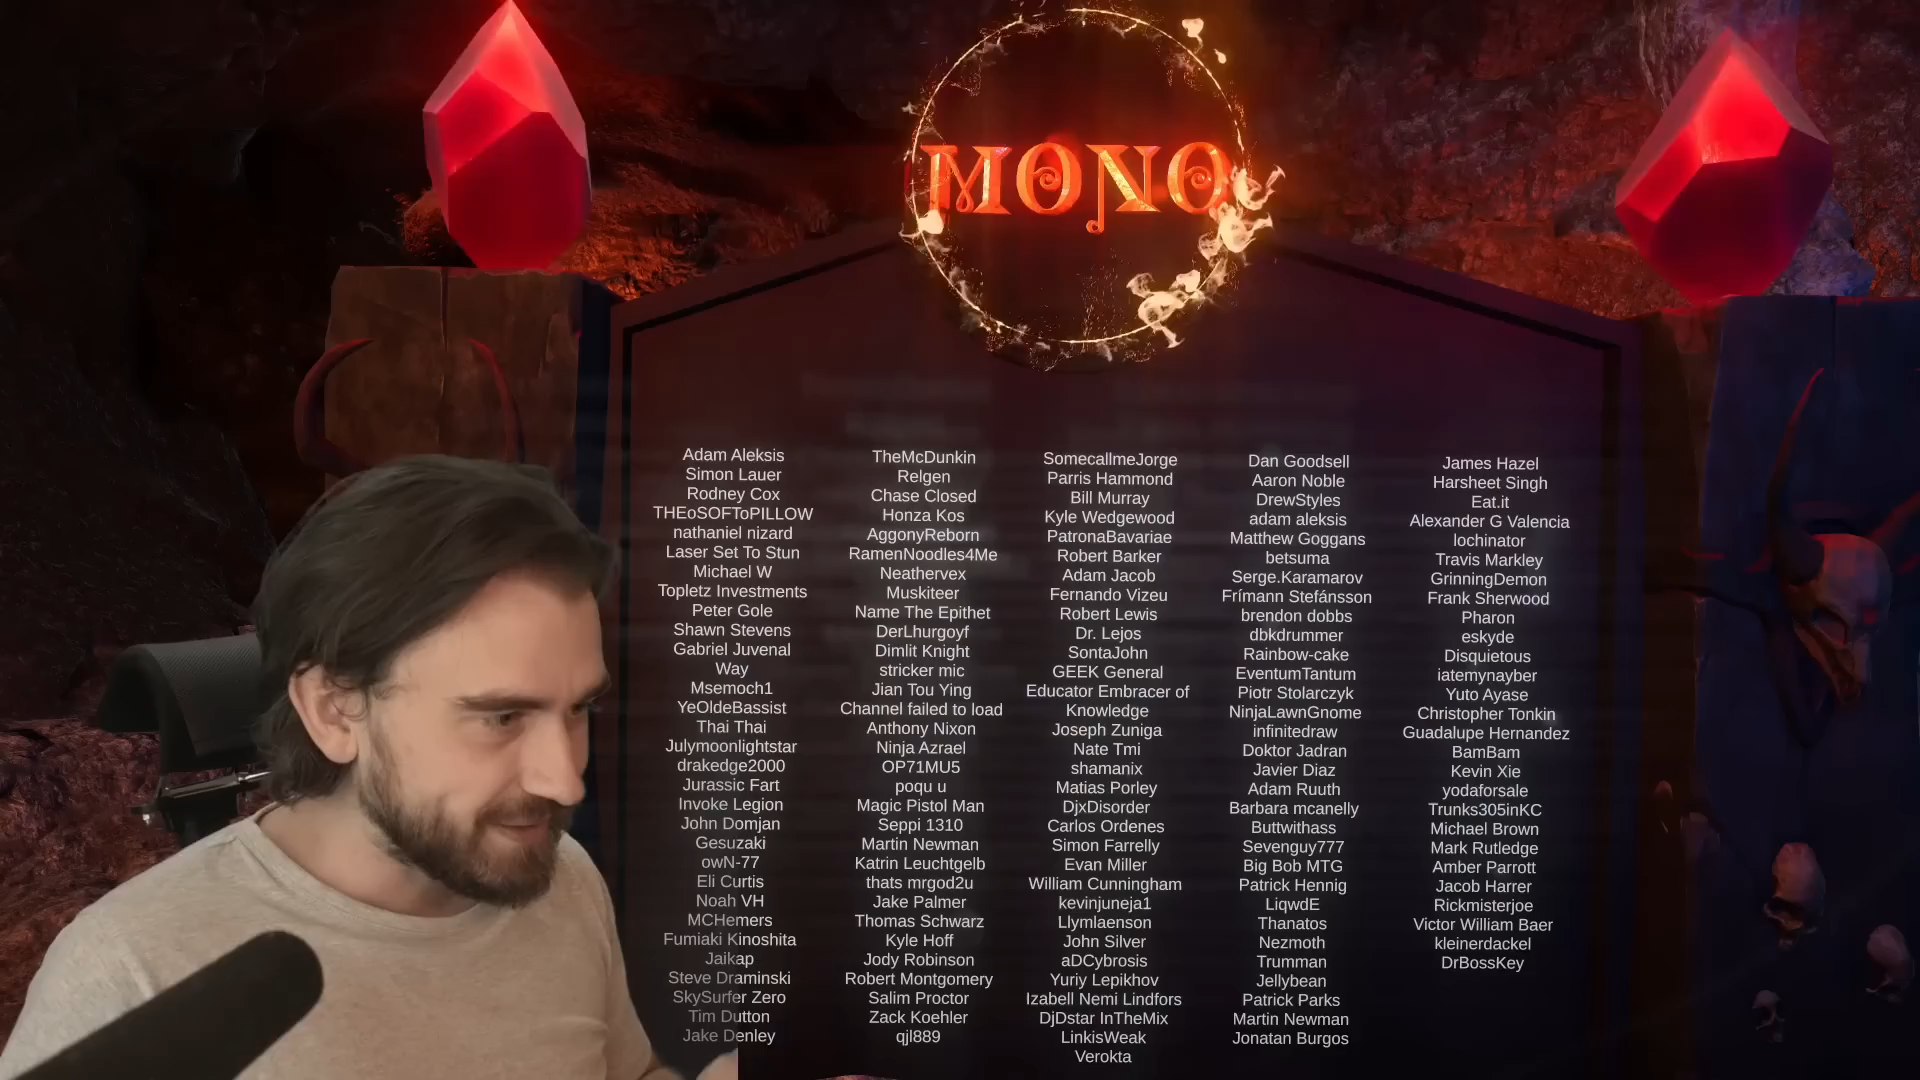 MONO
Adam Aleksis
Simon Lauer
Rodney Cox
THEoSOFToPILLOW
nathaniel nizard
Laser Set To Stun
Michael W
Topletz Investments
Peter Gole
Shawn Stevens
Gabriel Juvenal
Way
Msemoch1
YeOldeBassist
Thai Thai
Julymoonlightstar
drakedge2000
Jurassic Fart
Invoke Legion
John Domjan
Gesuzaki
owN-77
Eli Curtis
Noah VH
MCHemers
Fumiaki Kinoshita
Jaikap
Steve Draminski
SkySurfer Zero
Tim Dutton
Jake Denley
TheMcDunkin
Relgen
Chase Closed
Honza Kos
AggonyReborn
RamenNoodles4Me
Neathervex
Muskiteer
Name The Epithet
DerLhurgoyf
Dimlit Knight
stricker mic
Jian Tou Ying
Channel failed to load
Anthony Nixon
Ninja Azrael
OP71MU5
poqu u
Magic Pistol Man
Seppi 1310
Martin Newman
Katrin Leuchtgelb
thats mrgod2u
Jake Palmer
Thomas Schwarz
Kyle Hoff
Jody Robinson
Robert Montgomery
Salim Proctor
Zack Koehler
qjl889
SomecallmeJorge
Parris Hammond
Bill Murray
Kyle Wedgewood
PatronaBavariae
Robert Barker
Adam Jacob
Fernando Vizeu
Robert Lewis
Dr. Lejos
SontaJohn
GEEK General
Educator Embracer of
Knowledge
Joseph Zuniga
Nate Tmi
shamanix
Matias Porley
DjxDisorder
Carlos Ordenes
Simon Farrelly
Evan Miller
William Cunningham
kevinjuneja1
Llymlaenson
John Silver
aDCybrosis
Yuriy Lepikhov
Izabell Nemi Lindfors
DjDstar InTheMix
LinkisWeak
Verokta
Dan Goodsell
Aaron Noble
DrewStyles
adam aleksis
Matthew Goggans
betsuma
Serge.Karamarov
Frímann Stefánsson
brendon dobbs
dbkdrummer
Rainbow-cake
EventumTantum
Piotr Stolarczyk
NinjaLawnGnome
infinitedraw
Doktor Jadran
Javier Diaz
Adam Ruuth
Barbara mcanelly
Buttwithass
Sevenguy777
Big Bob MTG
Patrick Hennig
LiqwdE
Thanatos
Nezmoth
Trumman
Jellybean
Patrick Parks
Martin Newman
Jonatan Burgos
James Hazel
Harsheet Singh
Eat.it
Alexander G Valencia
lochinator
Travis Markley
GrinningDemon
Frank Sherwood
Pharon
eskyde
Disquietous
iatemynayber
Yuto Ayase
Christopher Tonkin
Guadalupe Hernandez
BamBam
Kevin Xie
yodaforsale
Trunks305inKC
Michael Brown
Mark Rutledge
Amber Parrott
Jacob Harrer
Rickmisterjoe
Victor William Baer
kleinerdackel
DrBossKey